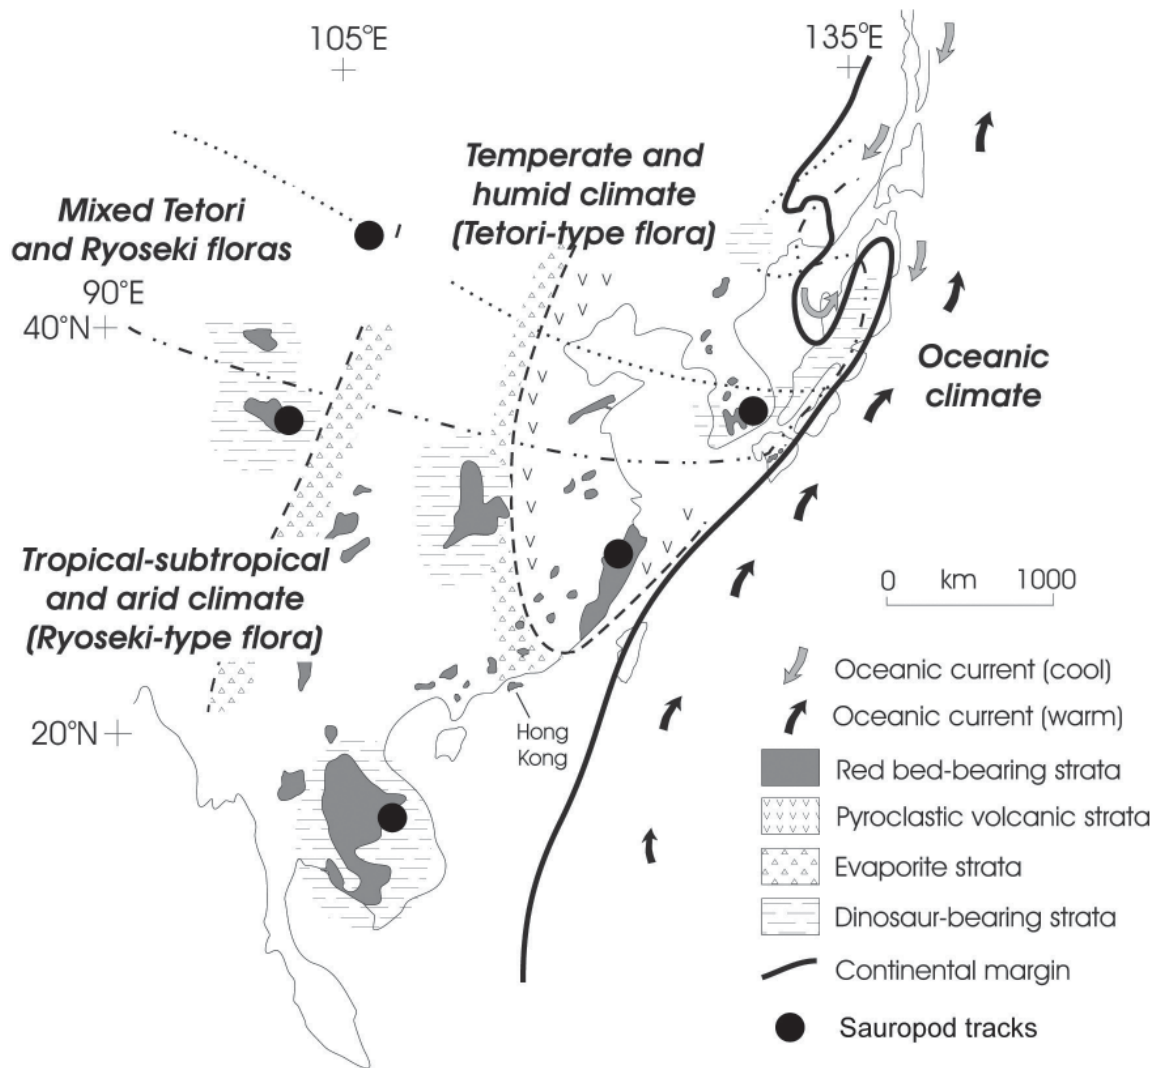 105°E
135°E
Temperate and
humid climate
(Tetori-type flora)
Mixed Tetori
and Ryoseki floras
90°E
40°N
Oceanic
climate
Tropical-subtropical
and arid climate
(Ryoseki-type flora)
0 km 1000
20°N
Hong
Kong
Oceanic current (cool)
Oceanic current (warm)
Red bed-bearing strata
Pyroclastic volcanic strata
Evaporite strata
Dinosaur-bearing strata
Continental margin
Sauropod tracks